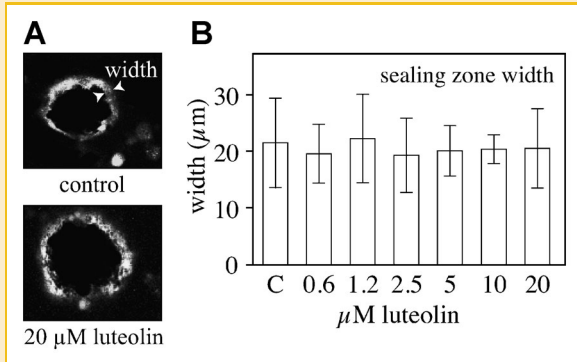 A
width
control
20 µM luteolin
B
sealing zone width
width (µm)
30
20
10
0
C 0.6 1.2 2.5 5 10 20
µM luteolin